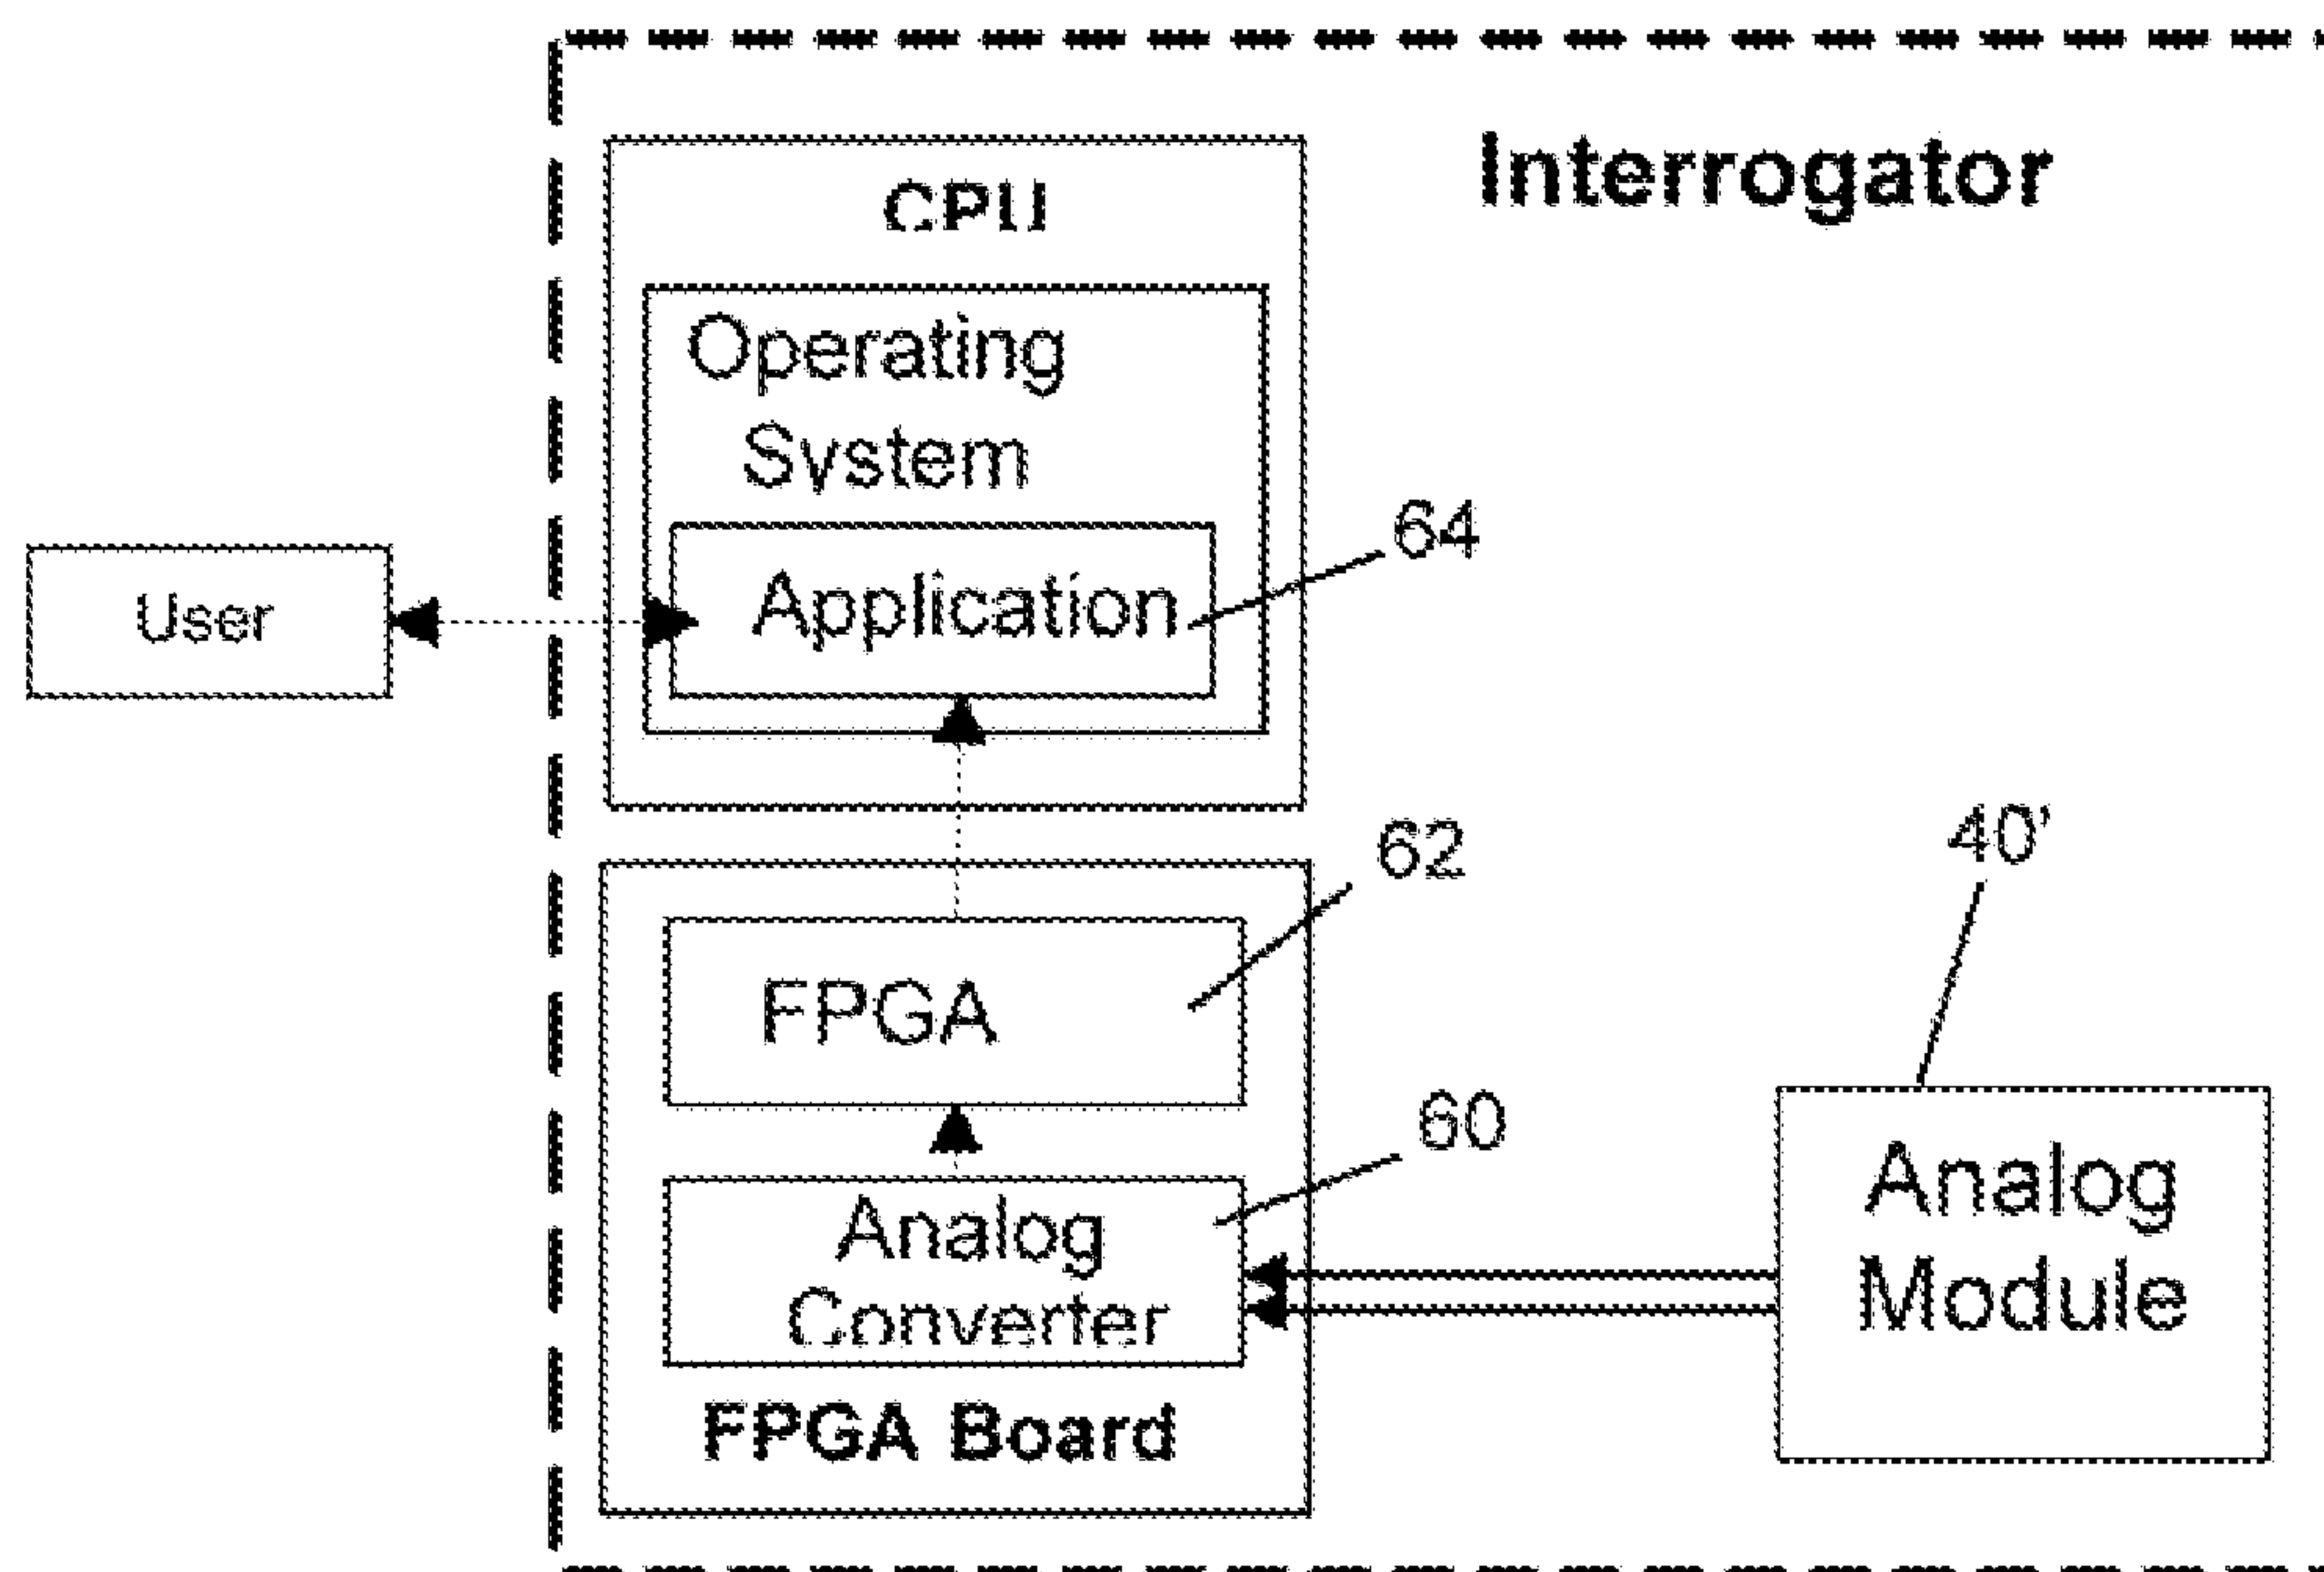 Interrogator
CPU
Operating
System
Application
64
User
62
40'
FPGA
60
Analog
Converter
Analog
Module
FPGA Board